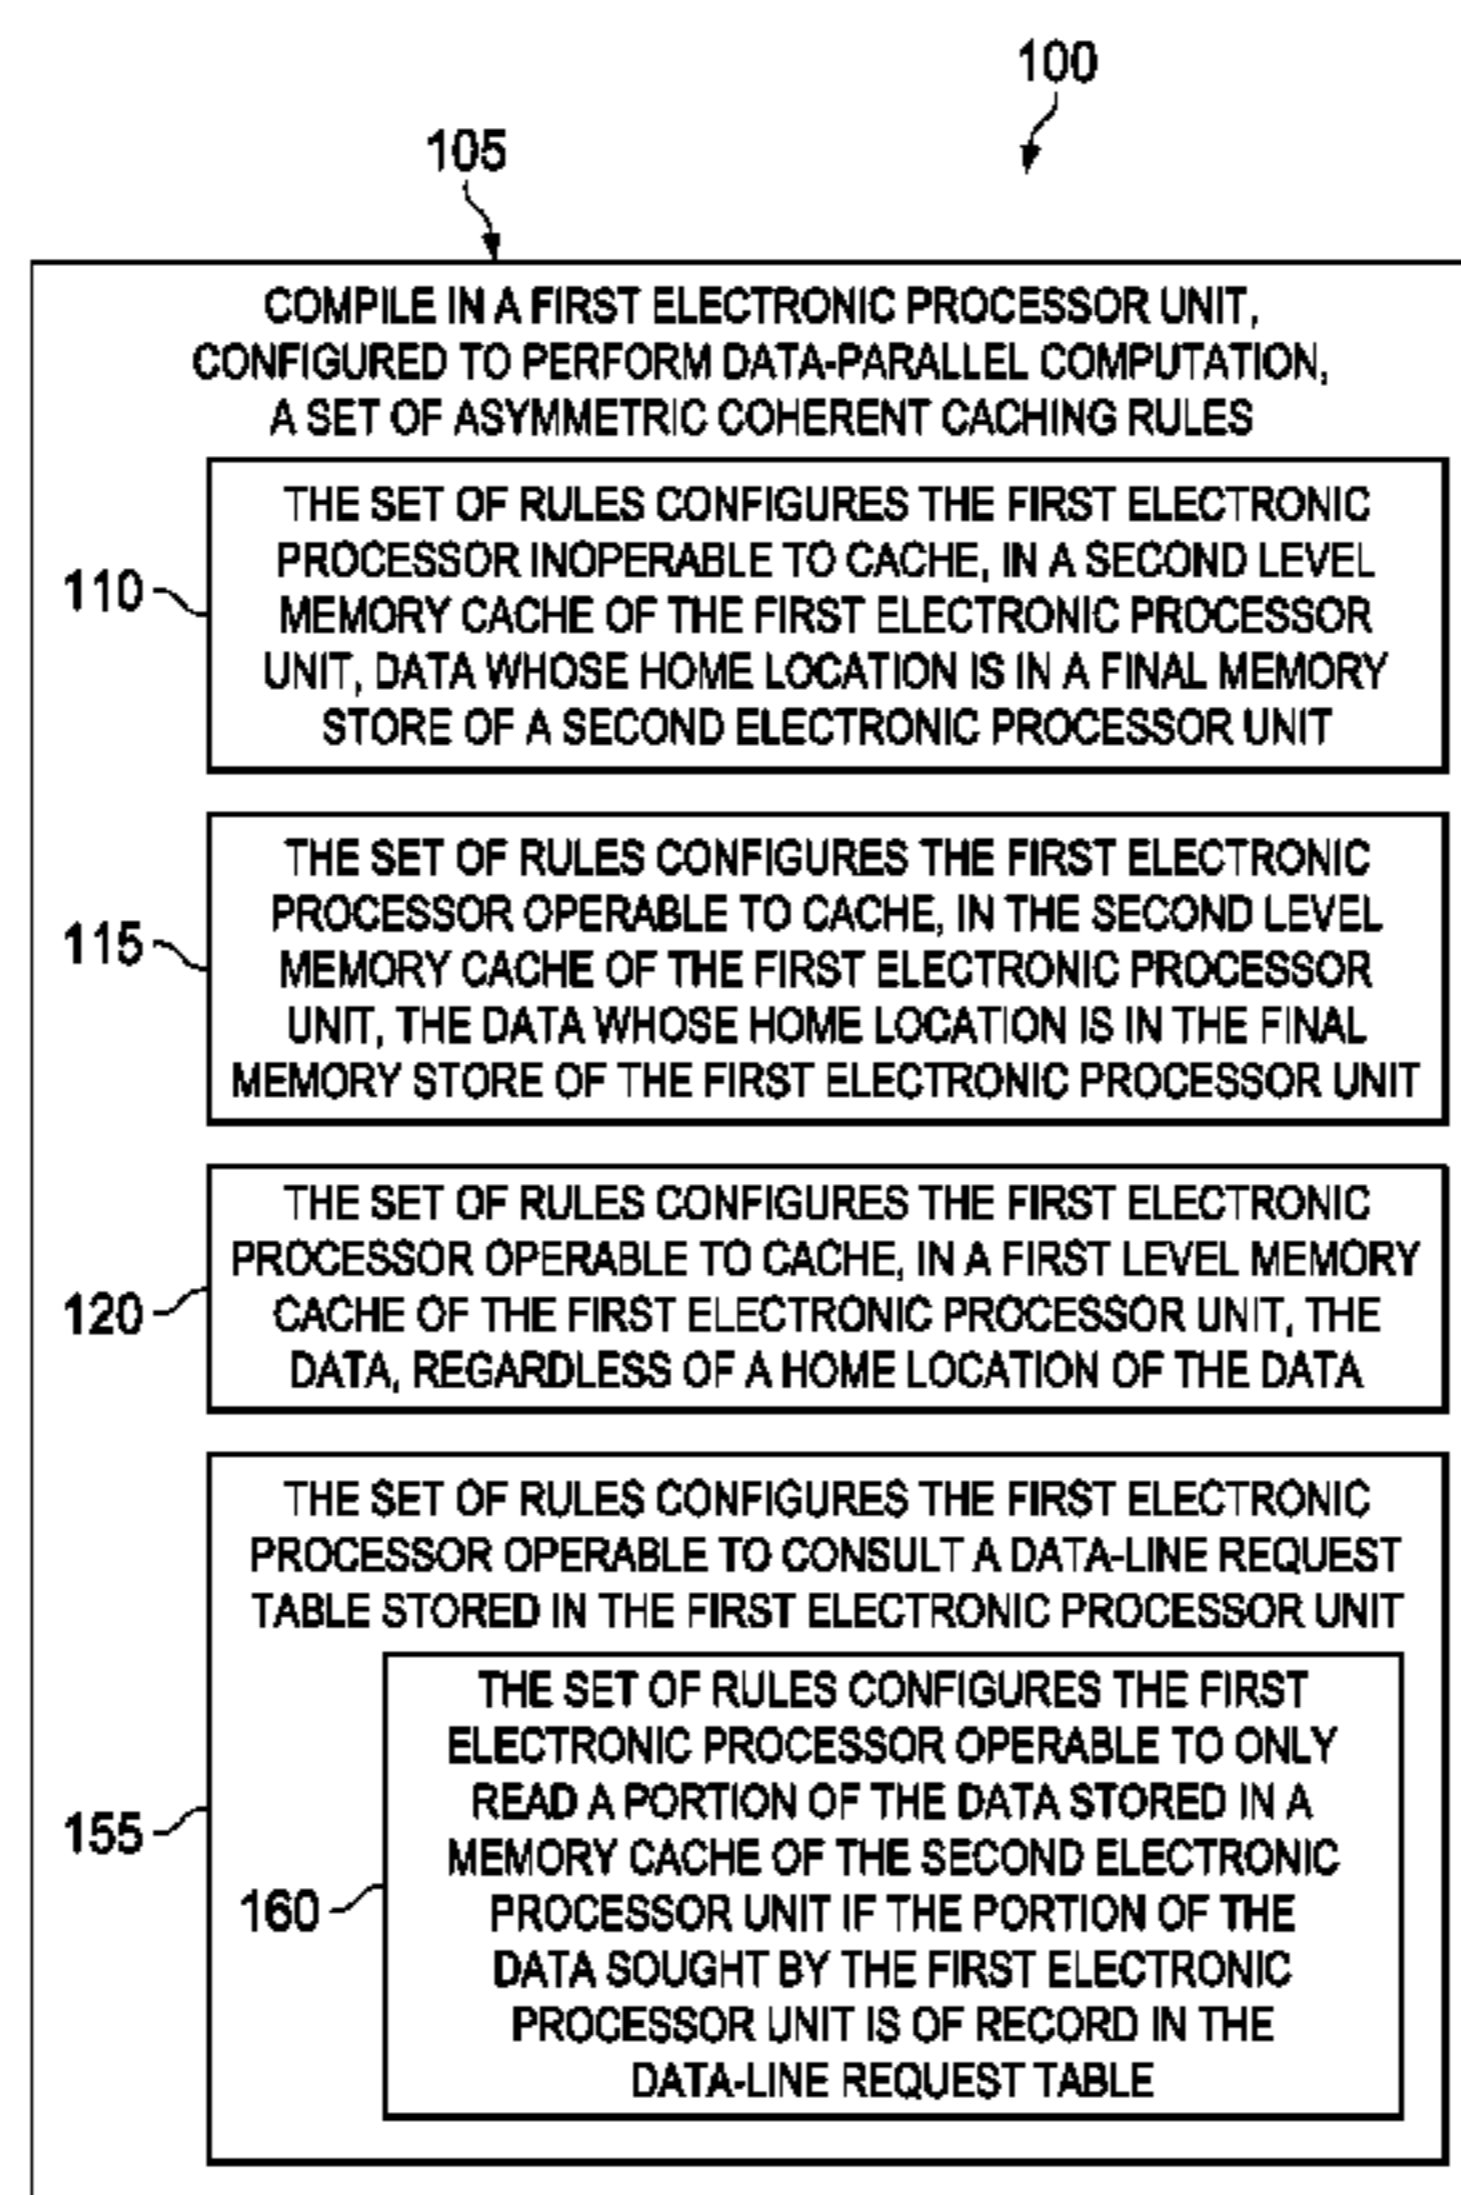 100
105
COMPILE IN A FIRST ELECTRONIC PROCESSOR UNIT,
CONFIGURED TO PERFORM DATA-PARALLEL COMPUTATION,
A SET OF ASYMMETRIC COHERENT CACHING RULES
110
THE SET OF RULES CONFIGURES THE FIRST ELECTRONIC
PROCESSOR INOPERABLE TO CACHE, IN A SECOND LEVEL
MEMORY CACHE OF THE FIRST ELECTRONIC PROCESSOR
UNIT, DATA WHOSE HOME LOCATION IS IN A FINAL MEMORY
STORE OF A SECOND ELECTRONIC PROCESSOR UNIT
115
THE SET OF RULES CONFIGURES THE FIRST ELECTRONIC
PROCESSOR OPERABLE TO CACHE, IN THE SECOND LEVEL
MEMORY CACHE OF THE FIRST ELECTRONIC PROCESSOR
UNIT, THE DATA WHOSE HOME LOCATION IS IN THE FINAL
MEMORY STORE OF THE FIRST ELECTRONIC PROCESSOR UNIT
120
THE SET OF RULES CONFIGURES THE FIRST ELECTRONIC
PROCESSOR OPERABLE TO CACHE, IN A FIRST LEVEL MEMORY
CACHE OF THE FIRST ELECTRONIC PROCESSOR UNIT, THE
DATA, REGARDLESS OF A HOME LOCATION OF THE DATA
155
THE SET OF RULES CONFIGURES THE FIRST ELECTRONIC
PROCESSOR OPERABLE TO CONSULT A DATA-LINE REQUEST
TABLE STORED IN THE FIRST ELECTRONIC PROCESSOR UNIT
160
THE SET OF RULES CONFIGURES THE FIRST
ELECTRONIC PROCESSOR OPERABLE TO ONLY
READ A PORTION OF THE DATA STORED IN A
MEMORY CACHE OF THE SECOND ELECTRONIC
PROCESSOR UNIT IF THE PORTION OF THE
DATA SOUGHT BY THE FIRST ELECTRONIC
PROCESSOR UNIT IS OF RECORD IN THE
DATA-LINE REQUEST TABLE